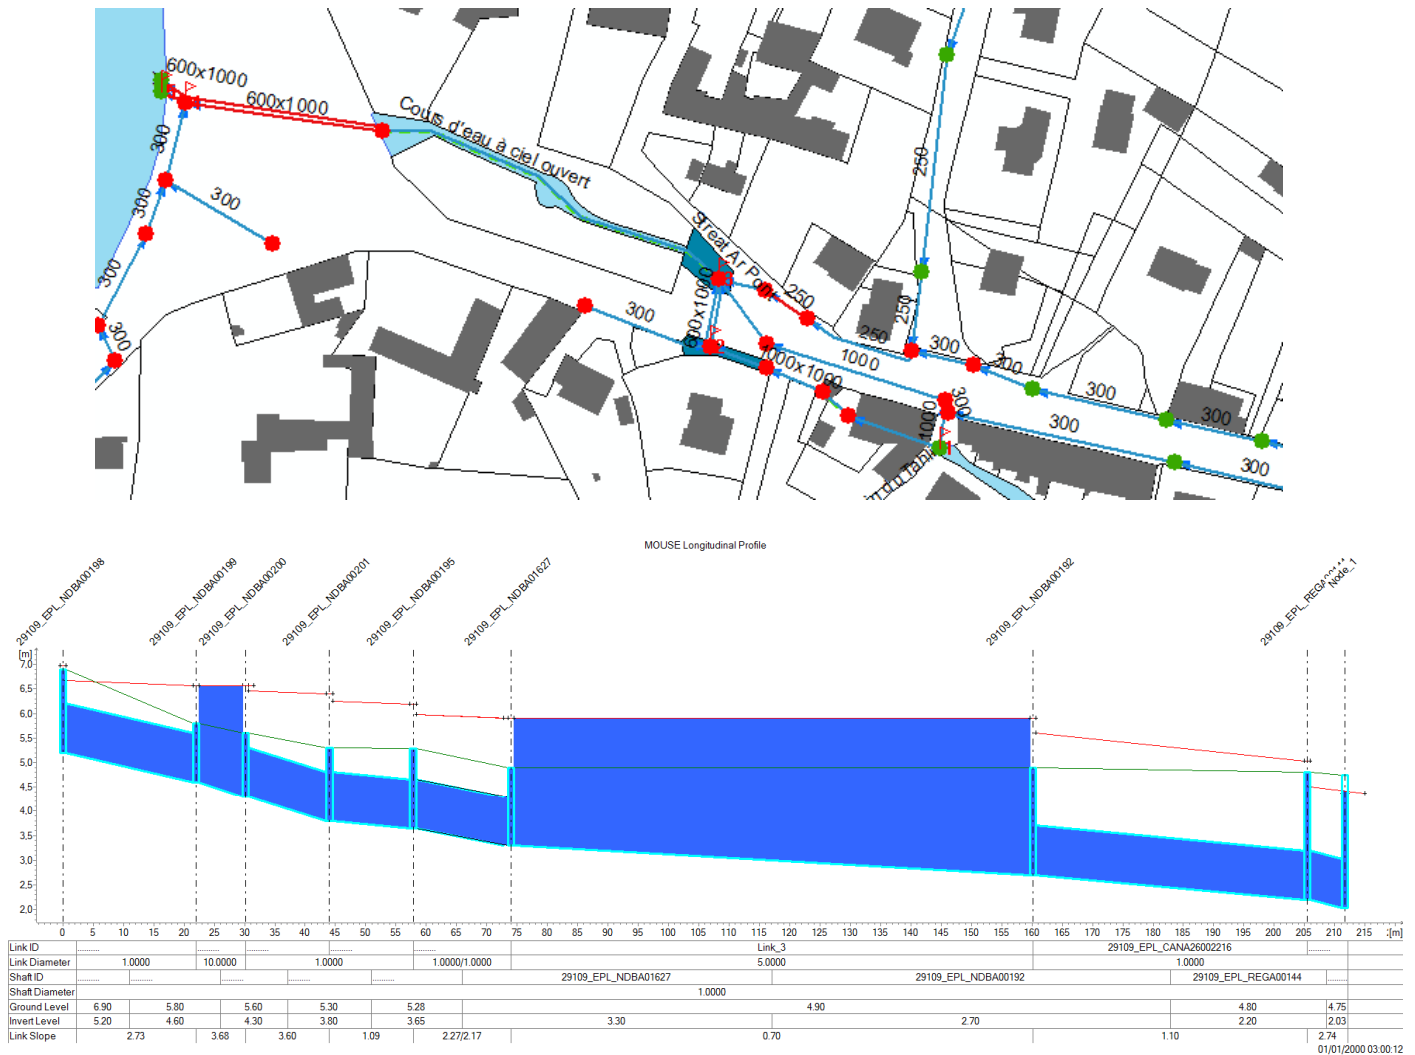 600x1000
600x1000
Cours d'eau à ciel ouvert
300
300
300
300
300
300
600x1000
Streat Ar Pont
250
250
250
250
1000
1000x1000
300
300
300
300
300
300
300
1000
1
2
3
MOUSE Longitudinal Profile
29109_EPL_NDBA00198
29109_EPL_NDBA00199
29109_EPL_NDBA00200
29109_EPL_NDBA00201
29109_EPL_NDBA00195
29109_EPL_NDBA01627
29109_EPL_NDBA00192
Node_1
[m]
7,0
6,5
6,0
5,5
5,0
4,5
4,0
3,5
3,0
2,5
2,0
0 5 10 15 20 25 30 35 40 45 50 55 60 65 70 75 80 85 90 95 100 105 110 115 120 125 130 135 140 145 150 155 160 165 170 175 180 185 190 195 200 205 210 215 [m]
Link ID .......... .......... .......... .......... .......... Link_3 29109_EPL_CANA26002216 ..........
Link Diameter 1.0000 10.0000 1.0000 1.0000/1.0000 5.0000 1.0000
Shaft ID .......... .......... .......... .......... .......... 29109_EPL_NDBA01627 29109_EPL_NDBA00192 29109_EPL_REGA00144 ..........
Shaft Diameter 1.0000
Ground Level 6.90 5.80 5.60 5.30 5.28 4.90 4.80 4.75
Invert Level 5.20 4.60 4.30 3.80 3.65 3.30 2.70 2.20 2.03
Link Slope 2.73 3.68 3.60 1.09 2.27/2.17 0.70 1.10 2.74
01/01/2000 03:00:12